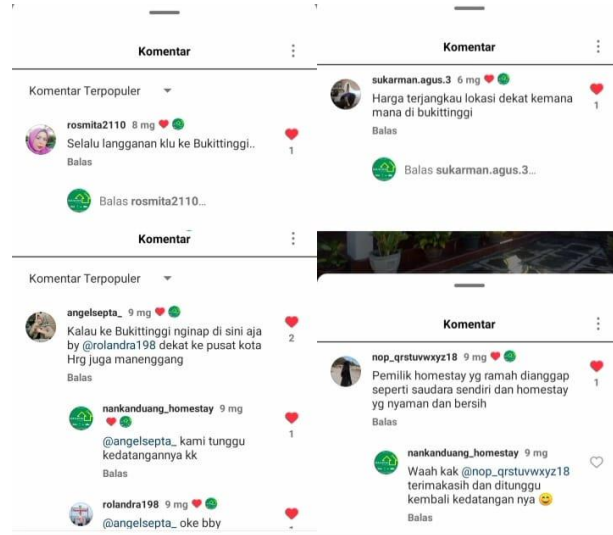 Komentar
Komentar Terpopuler
rosmita2110 8 mg
Selalu langganan klu ke Bukittinggi..
1
Balas
Balas rosmita2110...
Komentar
Komentar Terpopuler
angelsepta_ 9 mg
Kalau ke Bukittinggi nginap di sini aja
by @rolandra198 dekat ke pusat kota
Hrg juga manenggang
2
Balas
nankanduang_homestay 9 mg
@angelsepta_ kami tunggu
kedatangannya kk
1
Balas
rolandra198 9 mg
@angelsepta_ oke bby
Komentar
sukarman.agus.3 6 mg
Harga terjangkau lokasi dekat kemana
mana di bukittinggi
1
Balas
Balas sukarman.agus.3...
Komentar
nop_qrstuvwxyz18 9 mg
Pemilik homestay yg ramah dianggap
seperti saudara sendiri dan homestay
yg nyaman dan bersih
1
Balas
nankanduang_homestay 9 mg
Waah kak @nop_qrstuvwxyz18
terimakasih dan ditunggu
kembali kedatangan nya 😄
Balas